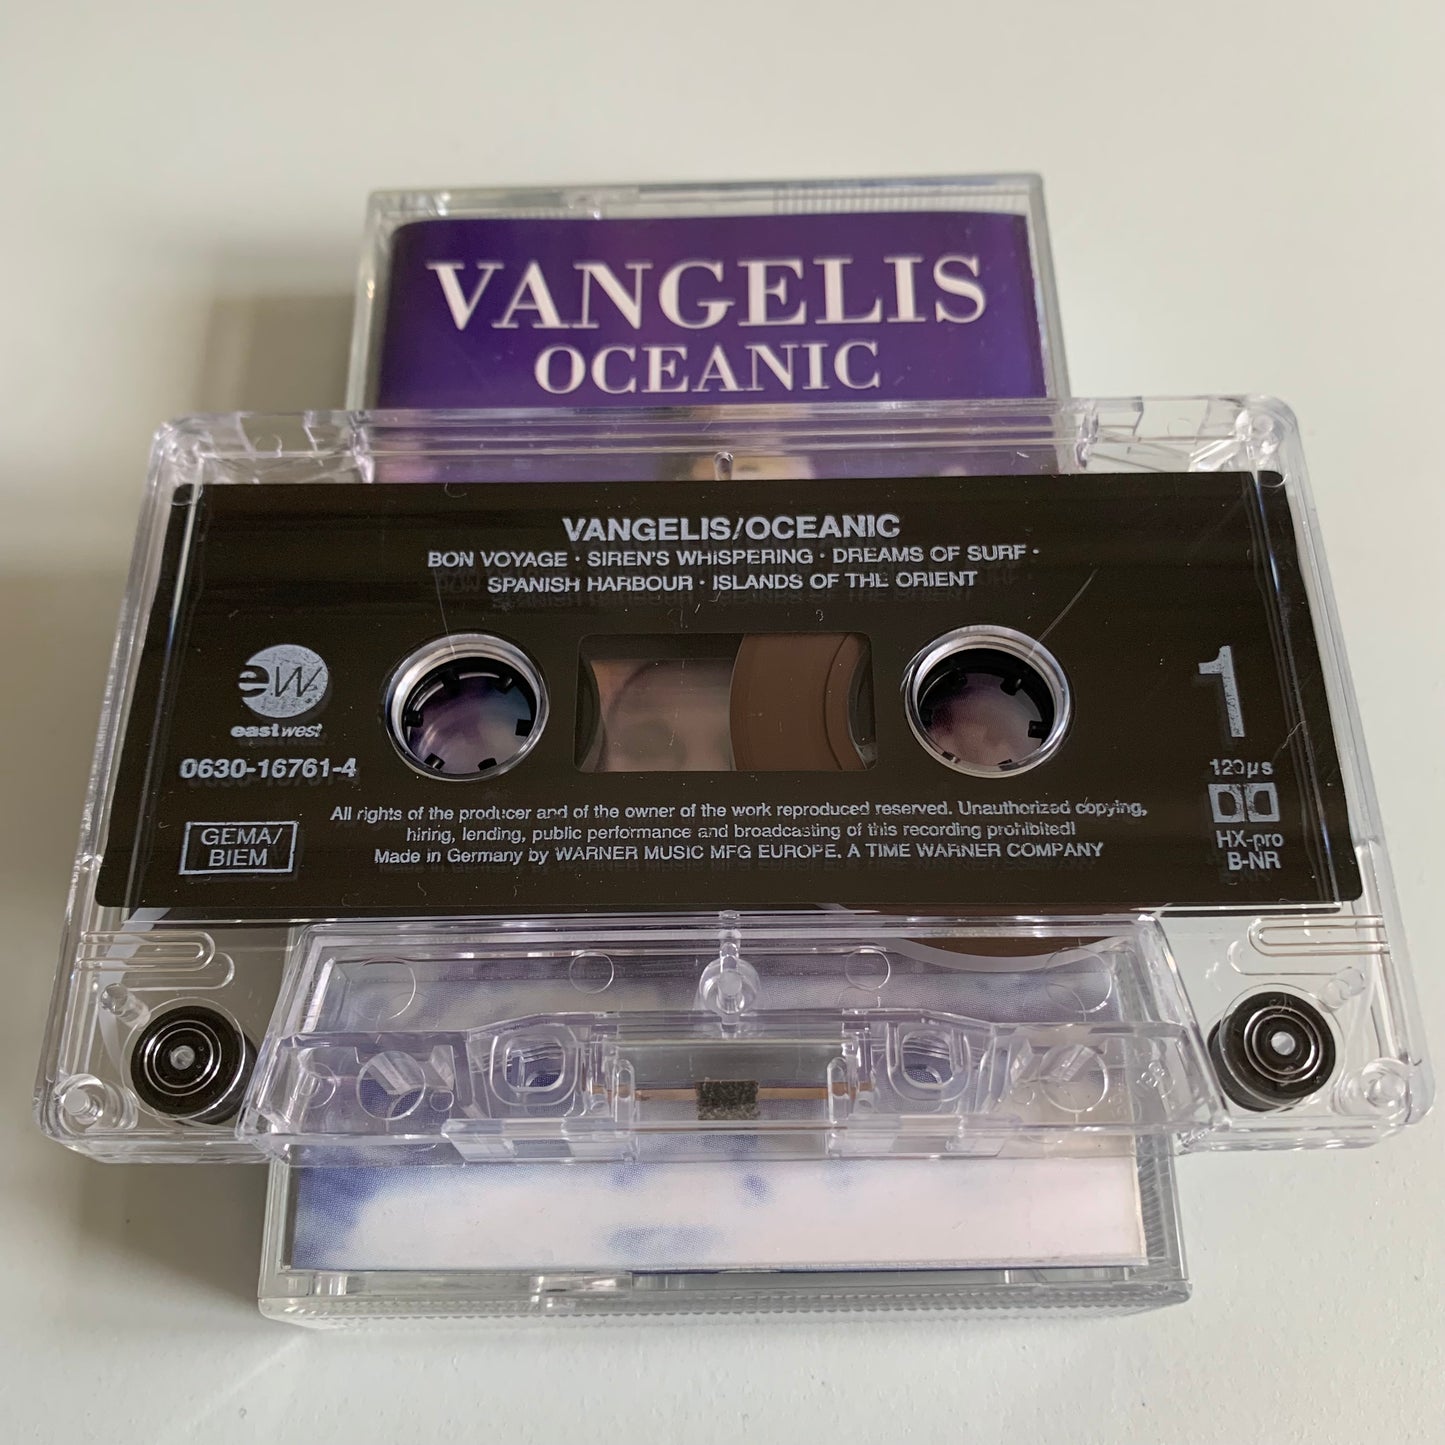 VANGELIS
OCEANIC
VANGELIS/OCEANIC
BON VOYAGE · SIREN'S WHISPERING · DREAMS OF SURF ·
SPANISH HARBOUR · ISLANDS OF THE ORIENT
ew
eastwest
0630-16761-4
GEMA/
BIEM
1
120µs
HX-pro
B-NR
All rights of the producer and of the owner of the work reproduced reserved. Unauthorized copying,
hiring, lending, public performance and broadcasting of this recording prohibited!
Made in Germany by WARNER MUSIC MFG EUROPE. A TIME WARNER COMPANY